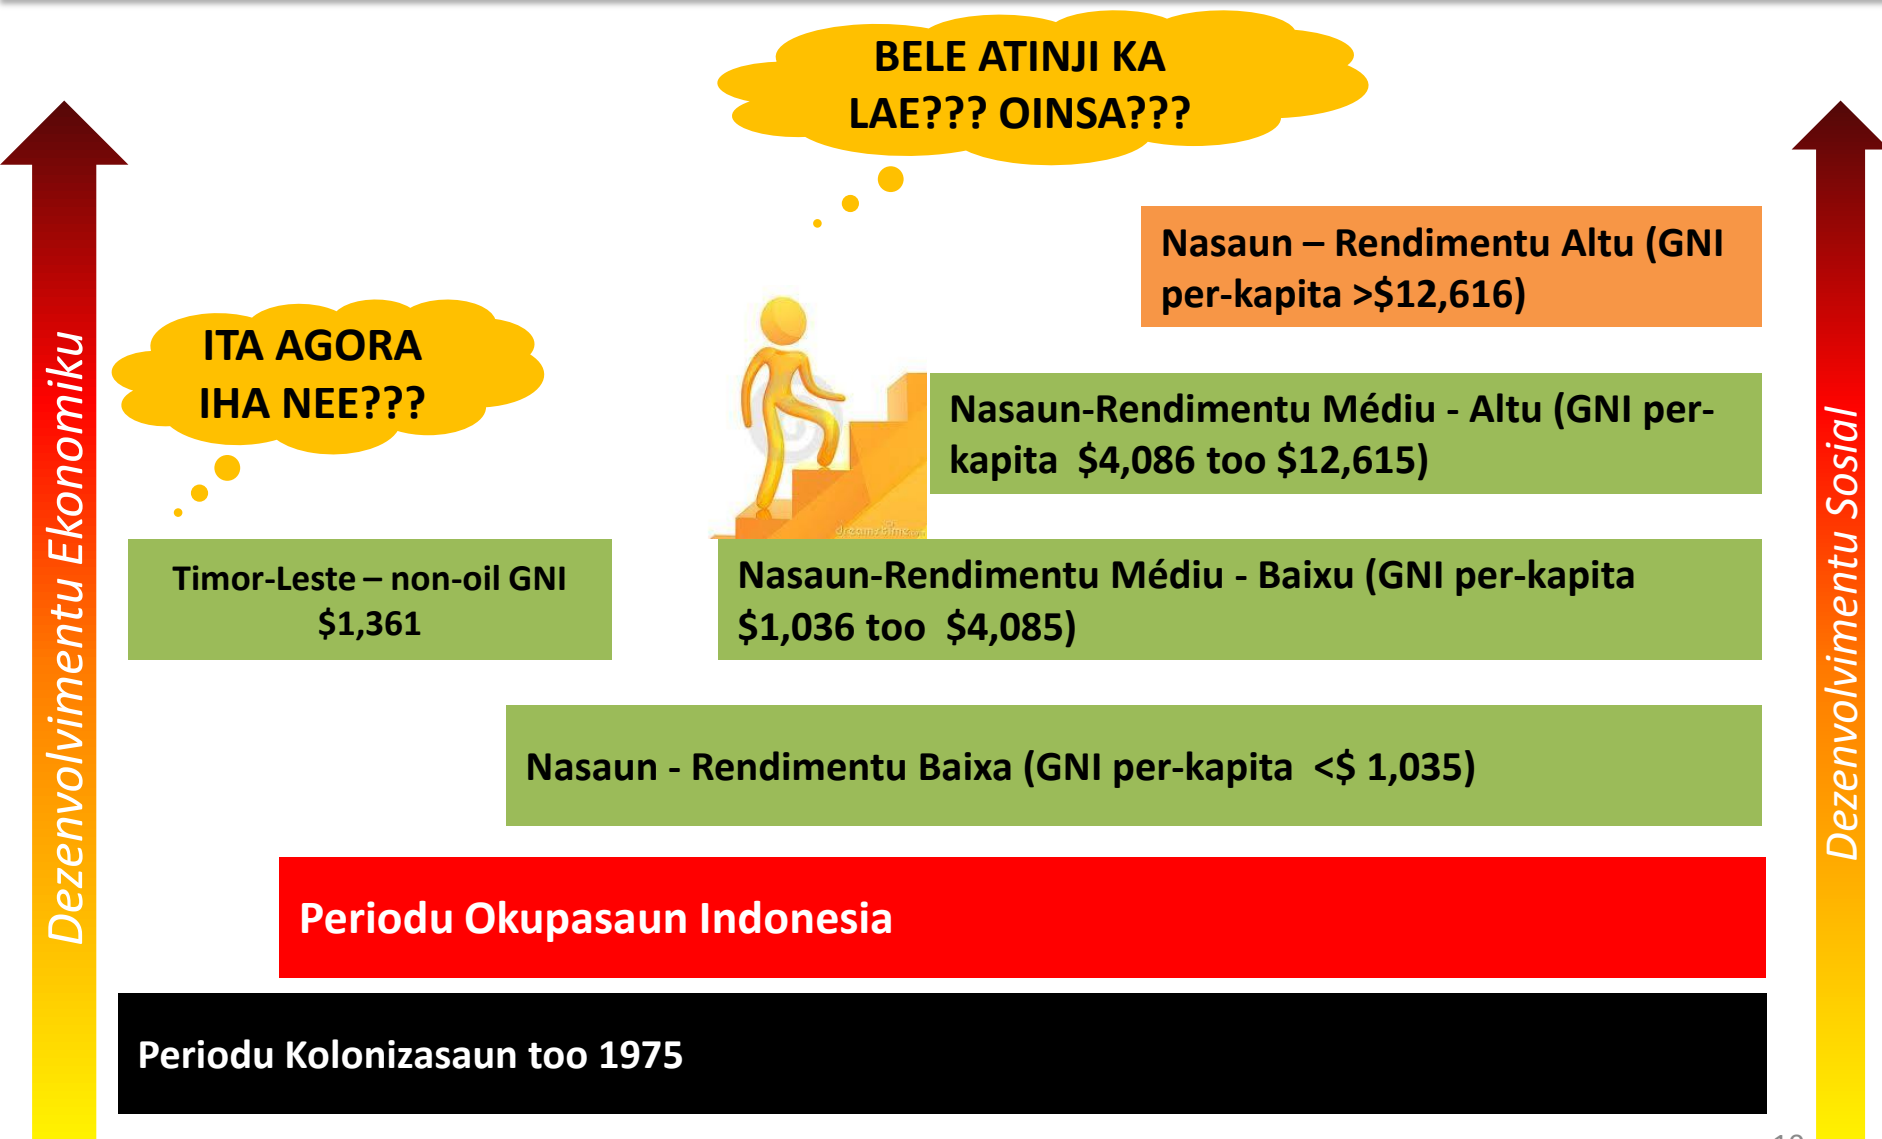 BELE ATINJI KA
LAE??? OINSA???
Nasaun – Rendimentu Altu (GNI
per-kapita >$12,616)
ITA AGORA
IHA NEE???
Nasaun-Rendimentu Médiu - Altu (GNI per-
kapita $4,086 too $12,615)
Timor-Leste – non-oil GNI
$1,361
Nasaun-Rendimentu Médiu - Baixu (GNI per-kapita
$1,036 too $4,085)
Nasaun - Rendimentu Baixa (GNI per-kapita <$ 1,035)
Periodu Okupasaun Indonesia
Periodu Kolonizasaun too 1975
Dezenvolvimentu Ekonomiku
Dezenvolvimentu Sosial